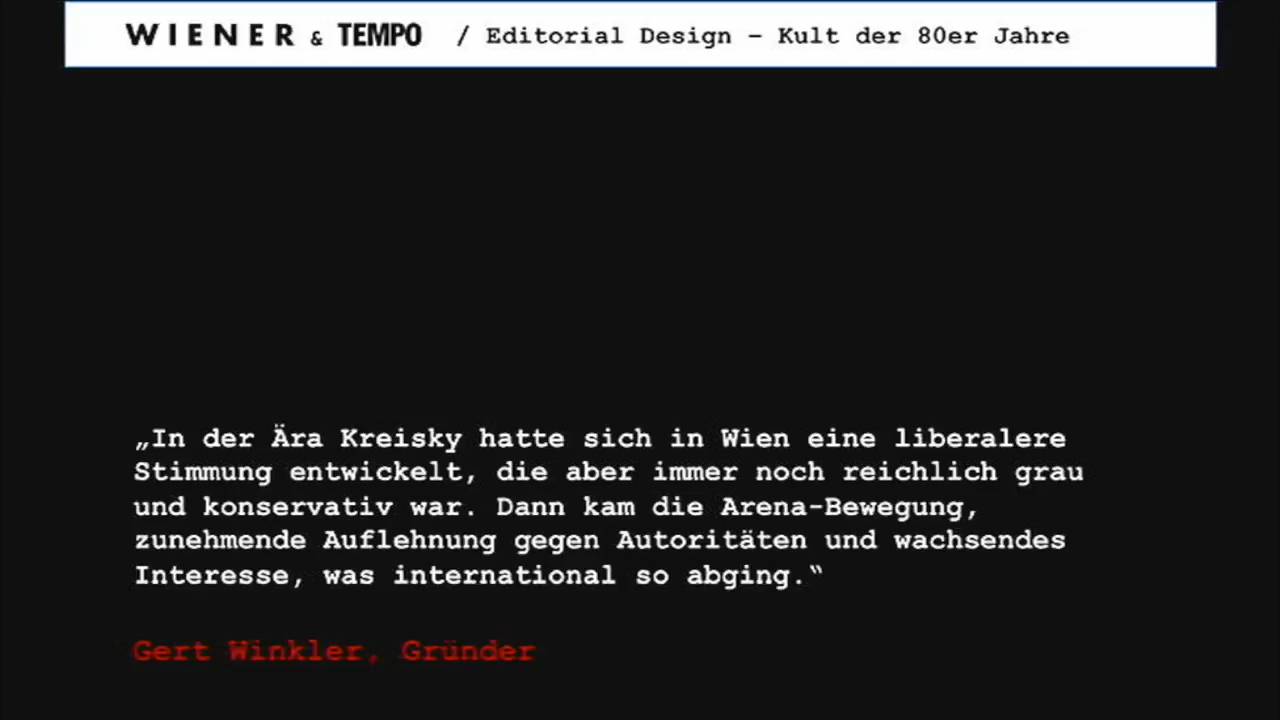 WIENER & TEMPO / Editorial Design – Kult der 80er Jahre
„In der Ära Kreisky hatte sich in Wien eine liberalere
Stimmung entwickelt, die aber immer noch reichlich grau
und konservativ war. Dann kam die Arena-Bewegung,
zunehmende Auflehnung gegen Autoritäten und wachsendes
Interesse, was international so abging.‟
Gert Winkler, Gründer